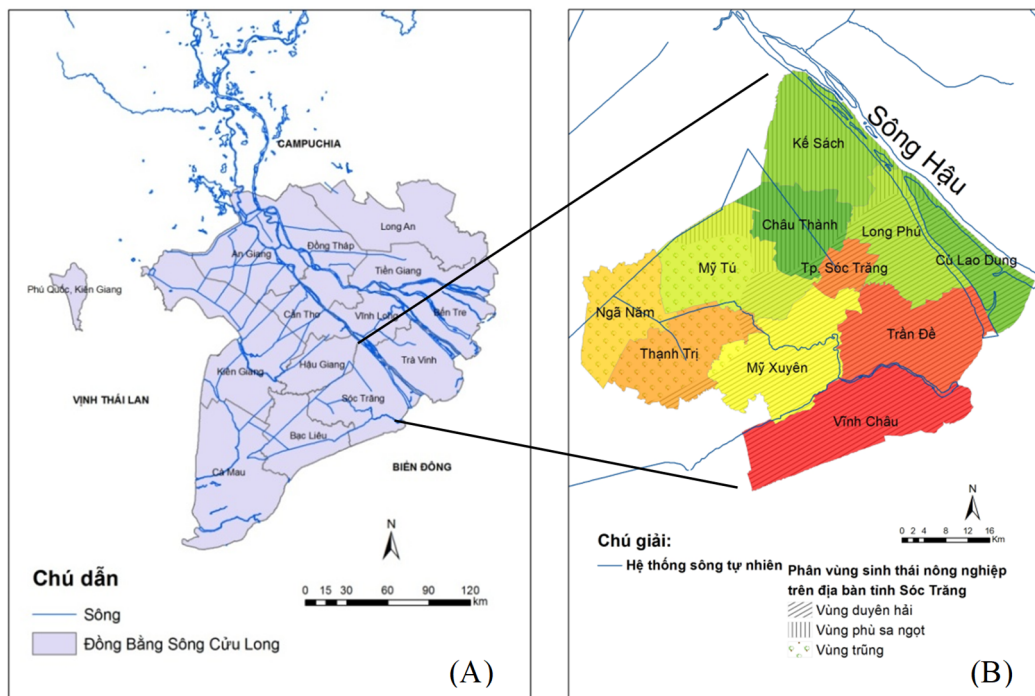 CAMPUCHIA
Long An
Đồng Tháp
An Giang
Tiền Giang
Phú Quốc, Kiên Giang
Bến Tre
Cần Thơ
Vĩnh Long
Trà Vinh
Hậu Giang
Kiên Giang
VỊNH THÁI LAN
Sóc Trăng
Bạc Liêu
BIỂN ĐÔNG
Cà Mau
N
Chú dẫn
0 15 30 60 90 120
km
Sông
Đồng Bằng Sông Cửu Long
(A)
Sông Hậu
Kế Sách
Châu Thành
Long Phú
Mỹ Tú
Tp. Sóc Trăng
Cù Lao Dung
Ngã Năm
Trần Đề
Thạnh Trị
Mỹ Xuyên
Vĩnh Châu
N
0 2 4 8 12 16
Km
Chú giải:
Hệ thống sông tự nhiên
Phân vùng sinh thái nông nghiệp
trên địa bàn tỉnh Sóc Trăng
Vùng duyên hải
Vùng phù sa ngọt
Vùng trũng
(B)